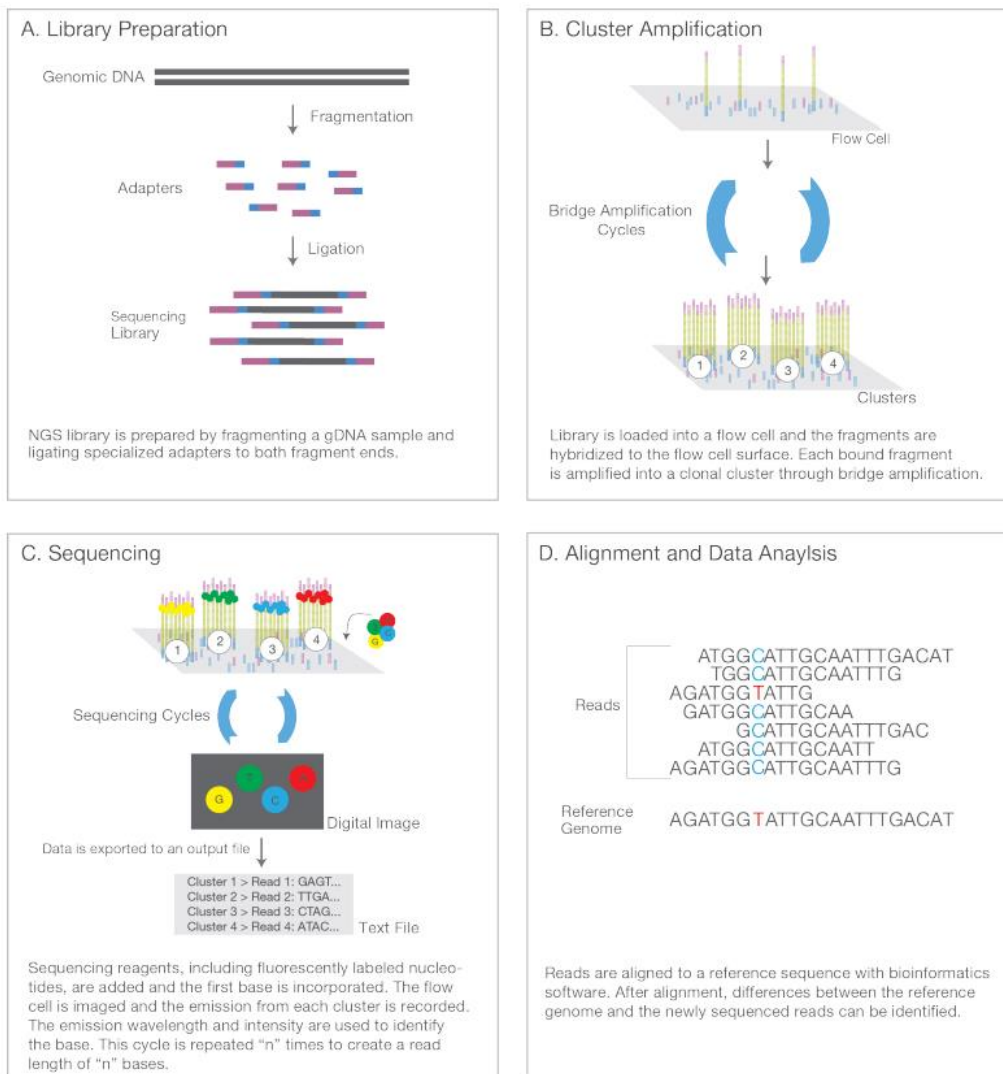 A. Library Preparation
Genomic DNA
Fragmentation
Adapters
Ligation
Sequencing
Library
NGS library is prepared by fragmenting a gDNA sample and
ligating specialized adapters to both fragment ends.
B. Cluster Amplification
Flow Cell
Bridge Amplification
Cycles
1
2
3
4
Clusters
Library is loaded into a flow cell and the fragments are
hybridized to the flow cell surface. Each bound fragment
is amplified into a clonal cluster through bridge amplification.
C. Sequencing
1
2
3
4
G
C
Sequencing Cycles
G
C
Digital Image
Data is exported to an output file
Cluster 1 > Read 1: GAGT...
Cluster 2 > Read 2: TTGA...
Cluster 3 > Read 3: CTAG...
Cluster 4 > Read 4: ATAC...
Text File
Sequencing reagents, including fluorescently labeled nucleo-
tides, are added and the first base is incorporated. The flow
cell is imaged and the emission from each cluster is recorded.
The emission wavelength and intensity are used to identify
the base. This cycle is repeated “n” times to create a read
length of “n” bases.
D. Alignment and Data Anaylsis
Reads
ATGGCATTGCAATTTGACAT
TGGCATTGCAATTTG
AGATGGTATTG
GATGGCATTGCAA
GCATTGCAATTTGAC
ATGGCATTGCAATT
AGATGGCATTGCAATTTG
Reference
Genome
AGATGGTATTGCAATTTGACAT
Reads are aligned to a reference sequence with bioinformatics
software. After alignment, differences between the reference
genome and the newly sequenced reads can be identified.